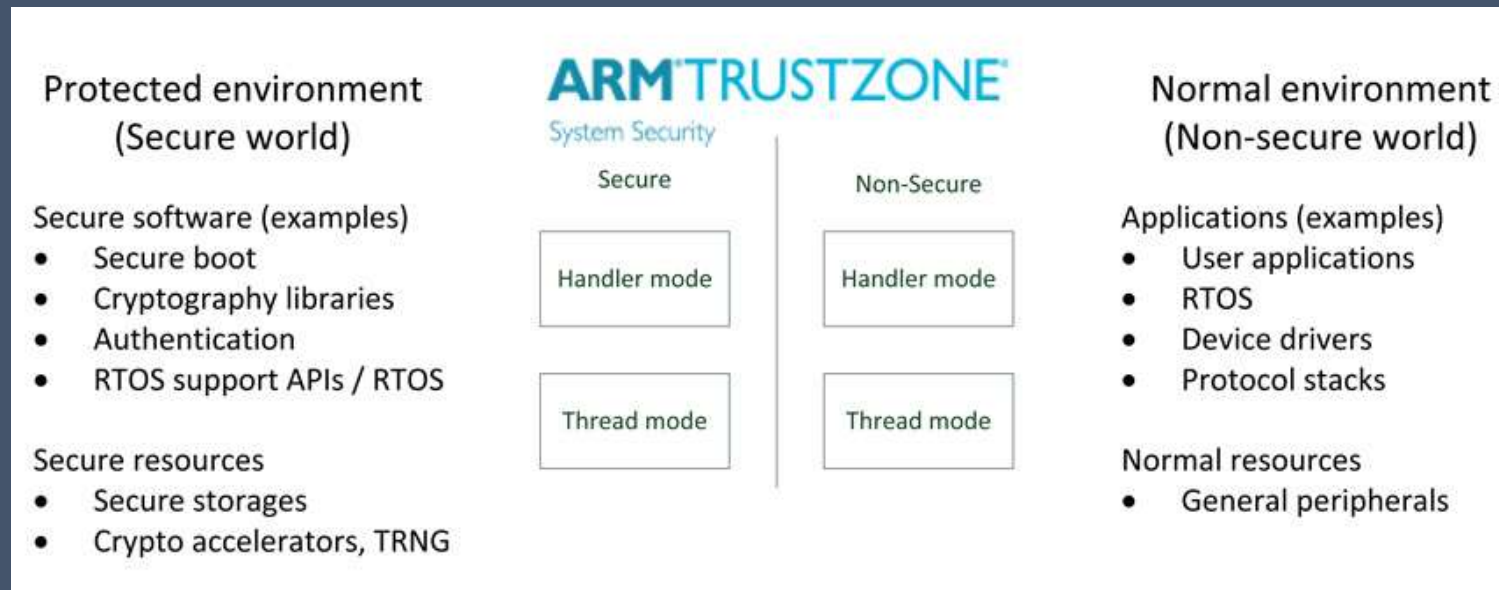 Protected environment
(Secure world)
Secure software (examples)
• Secure boot
• Cryptography libraries
• Authentication
• RTOS support APIs / RTOS
Secure resources
• Secure storages
• Crypto accelerators, TRNG
ARM®TRUSTZONE®
System Security
Secure
Handler mode
Thread mode
Non-Secure
Handler mode
Thread mode
Normal environment
(Non-secure world)
Applications (examples)
• User applications
• RTOS
• Device drivers
• Protocol stacks
Normal resources
• General peripherals